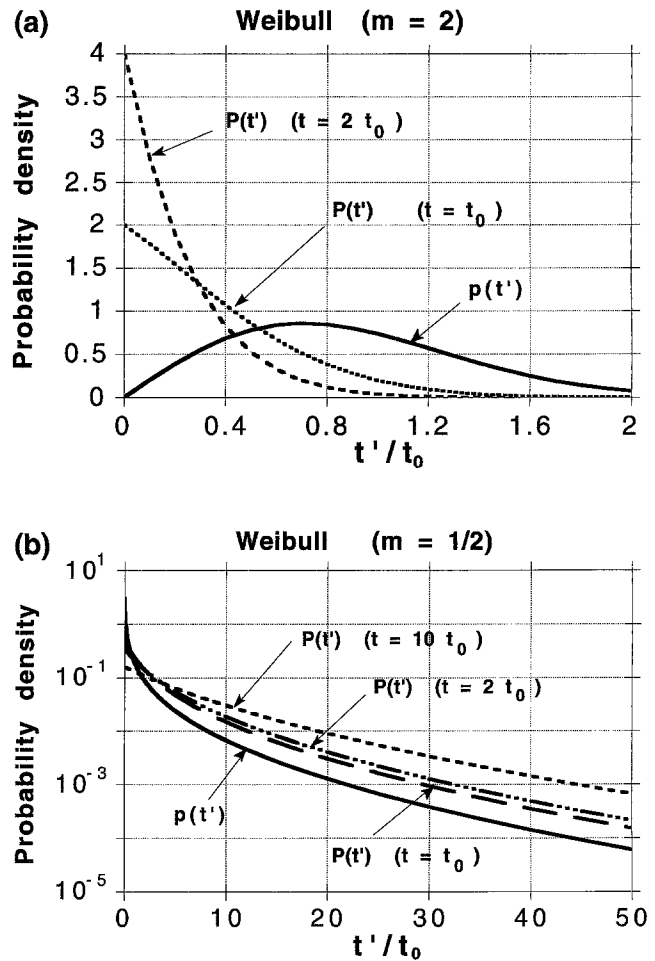 (a) Weibull (m = 2)
4
3.5
3
2.5
2
1.5
1
0.5
0
Probability density
P(t') (t = 2 t₀ )
P(t') (t = t₀ )
p(t')
0 0.4 0.8 1.2 1.6 2
t'/t₀
(b) Weibull (m = 1/2)
10¹
10⁻¹
10⁻³
10⁻⁵
Probability density
P(t') (t = 10 t₀ )
P(t') (t = 2 t₀ )
p(t')
P(t') (t = t₀ )
0 10 20 30 40 50
t'/t₀